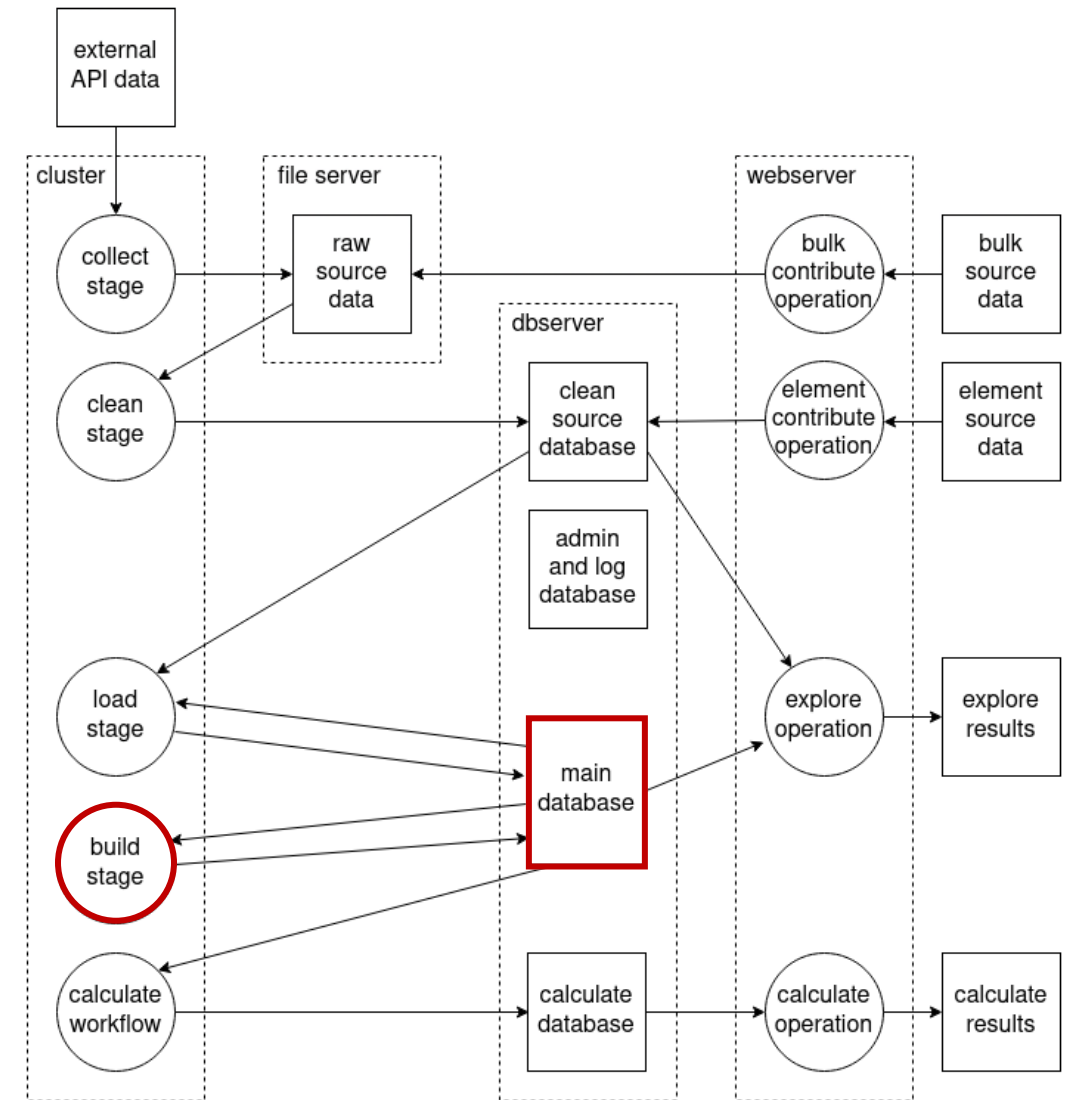 external
API data
cluster
file server
webserver
collect
stage
raw
source
data
bulk
contribute
operation
bulk
source
data
dbserver
clean
stage
clean
source
database
element
contribute
operation
element
source
data
admin
and log
database
load
stage
main
database
explore
operation
explore
results
build
stage
calculate
workflow
calculate
database
calculate
operation
calculate
results